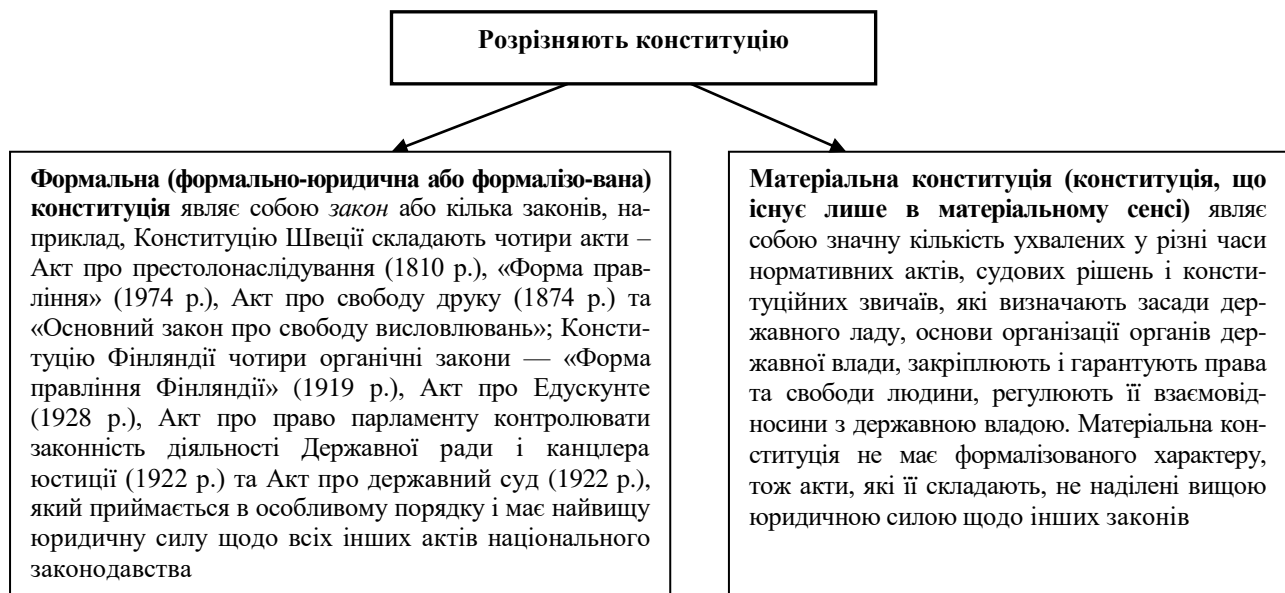 Розрізняють конституцію
Формальна (формально-юридична або формалізо-вана)
конституція являє собою закон або кілька законів, на-
приклад, Конституцію Швеції складають чотири акти –
Акт про престолонаслідування (1810 р.), «Форма прав-
ління» (1974 р.), Акт про свободу друку (1874 р.) та
«Основний закон про свободу висловлювань»; Консти-
туцію Фінляндії чотири органічні закони — «Форма
правління Фінляндії» (1919 р.), Акт про Едускунте
(1928 р.), Акт про право парламенту контролювати
законність діяльності Державної ради і канцлера
юстиції (1922 р.) та Акт про державний суд (1922 р.),
який приймається в особливому порядку і має найвищу
юридичну силу щодо всіх інших актів національного
законодавства
Матеріальна конституція (конституція, що
існує лише в матеріальному сенсі) являє
собою значну кількість ухвалених у різні часи
нормативних актів, судових рішень і консти-
туційних звичаїв, які визначають засади дер-
жавного ладу, основи організації органів дер-
жавної влади, закріплюють і гарантують права
та свободи людини, регулюють її взаємовід-
носини з державною владою. Матеріальна кон-
ституція не має формалізованого характеру,
тож акти, які її складають, не наділені вищою
юридичною силою щодо інших законів